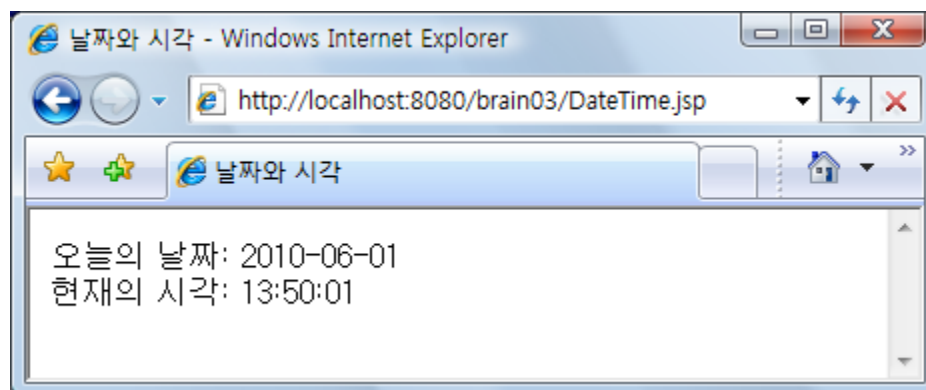 날짜와 시각 - Windows Internet Explorer
http://localhost:8080/brain03/DateTime.jsp
날짜와 시각
오늘의 날짜: 2010-06-01
현재의 시각: 13:50:01